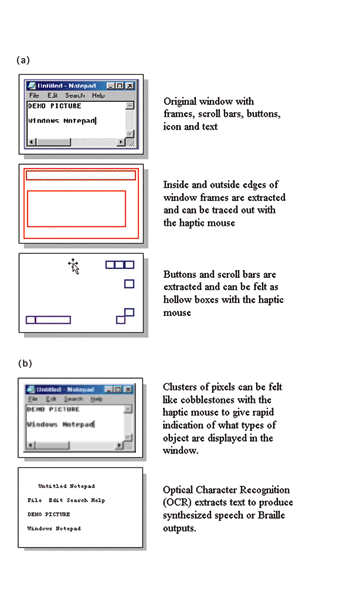 (a)
Untitled - Notepad
File Edit Search Help
DEMO PICTURE
Windows Notepad
Original window with
frames, scroll bars, buttons,
icon and text
Inside and outside edges of
window frames are extracted
and can be traced out with
the haptic mouse
Buttons and scroll bars are
extracted and can be felt as
hollow boxes with the haptic
mouse
(b)
Untitled - Notepad
File Edit Search Help
DEMO PICTURE
Windows Notepad
Clusters of pixels can be felt
like cobblestones with the
haptic mouse to give rapid
indication of what types of
object are displayed in the
window.
Untitled Notepad
File Edit Search Help
DEMO PICTURE
Windows Notepad
Optical Character Recognition
(OCR) extracts text to produce
synthesized speech or Braille
outputs.